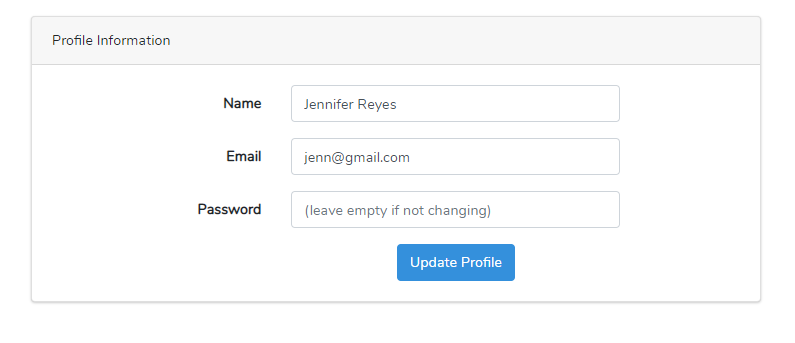 Profile Information
Name
Jennifer Reyes
Email
jenn@gmail.com
Password
(leave empty if not changing)
Update Profile